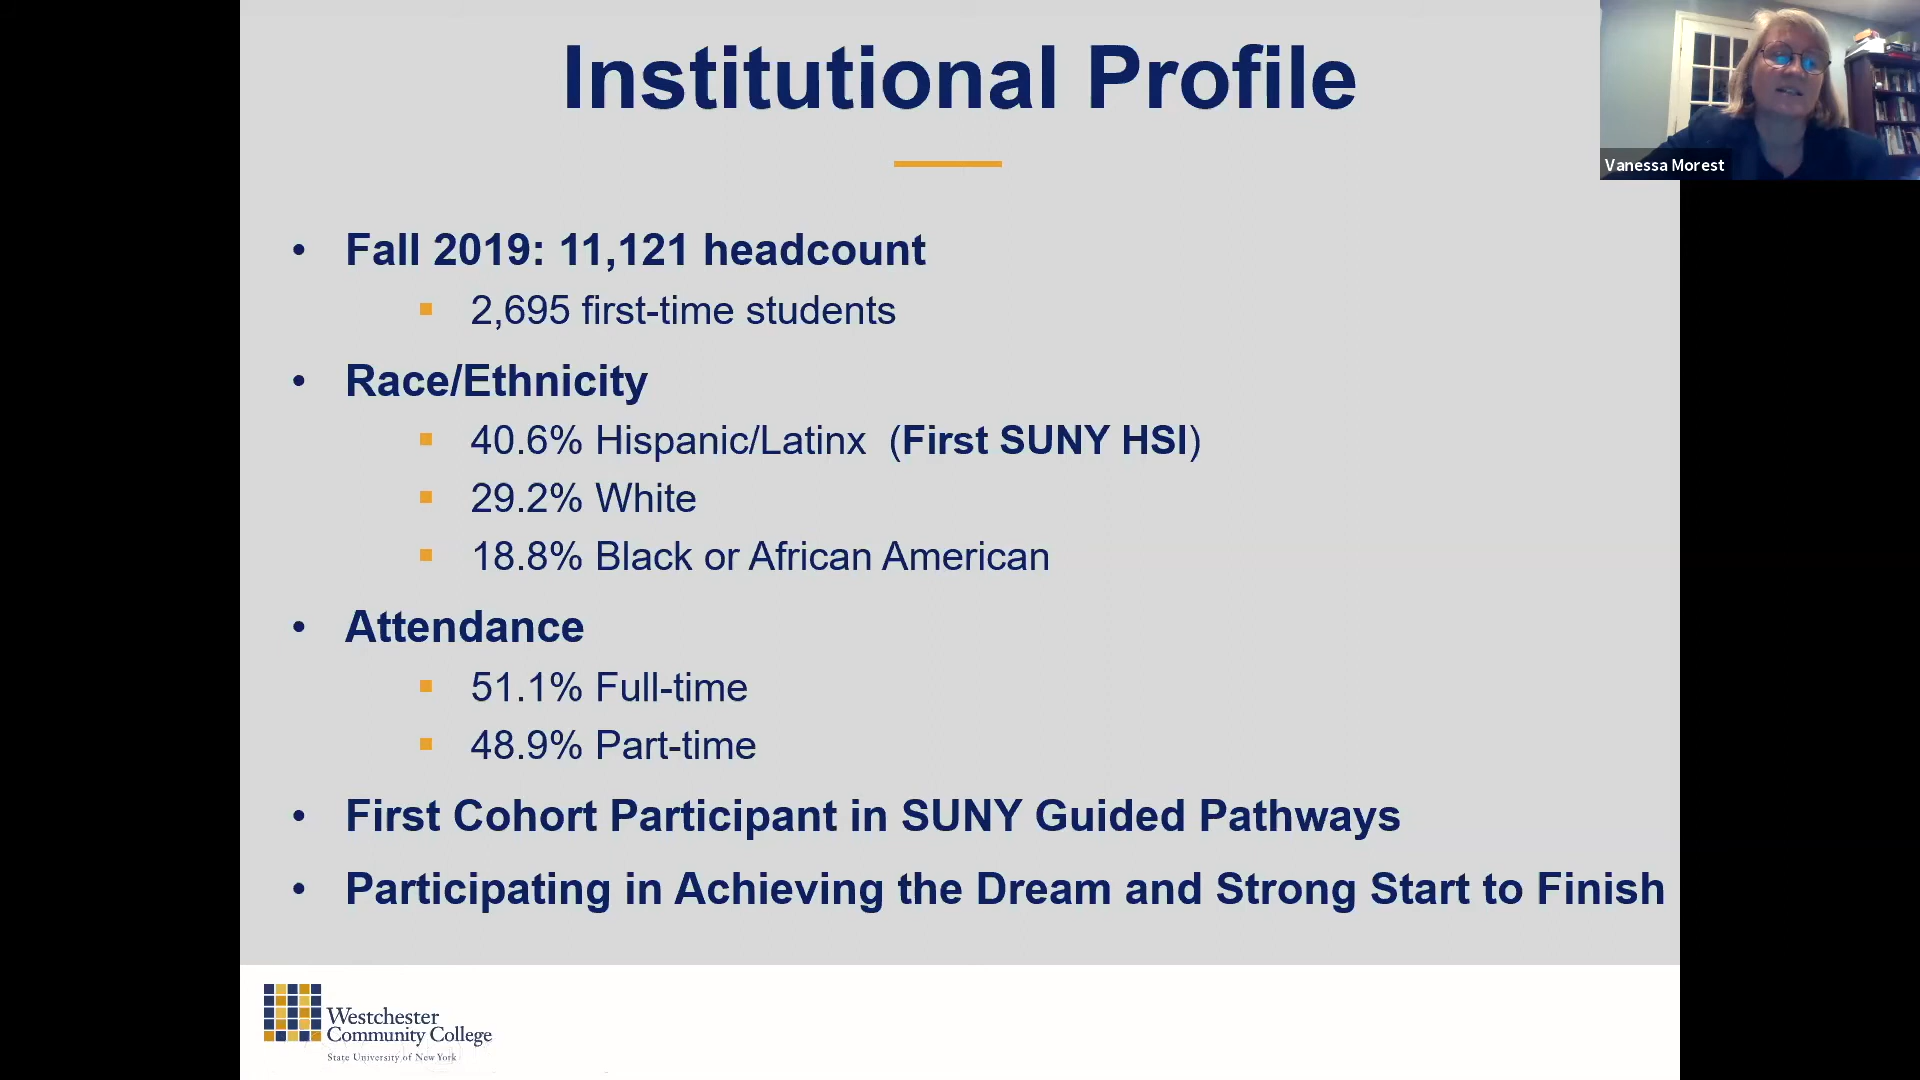 Institutional Profile
Vanessa Morest
• Fall 2019: 11,121 headcount
▪ 2,695 first-time students
• Race/Ethnicity
▪ 40.6% Hispanic/Latinx (First SUNY HSI)
▪ 29.2% White
▪ 18.8% Black or African American
• Attendance
▪ 51.1% Full-time
▪ 48.9% Part-time
• First Cohort Participant in SUNY Guided Pathways
• Participating in Achieving the Dream and Strong Start to Finish
Westchester
Community College
State University of New York